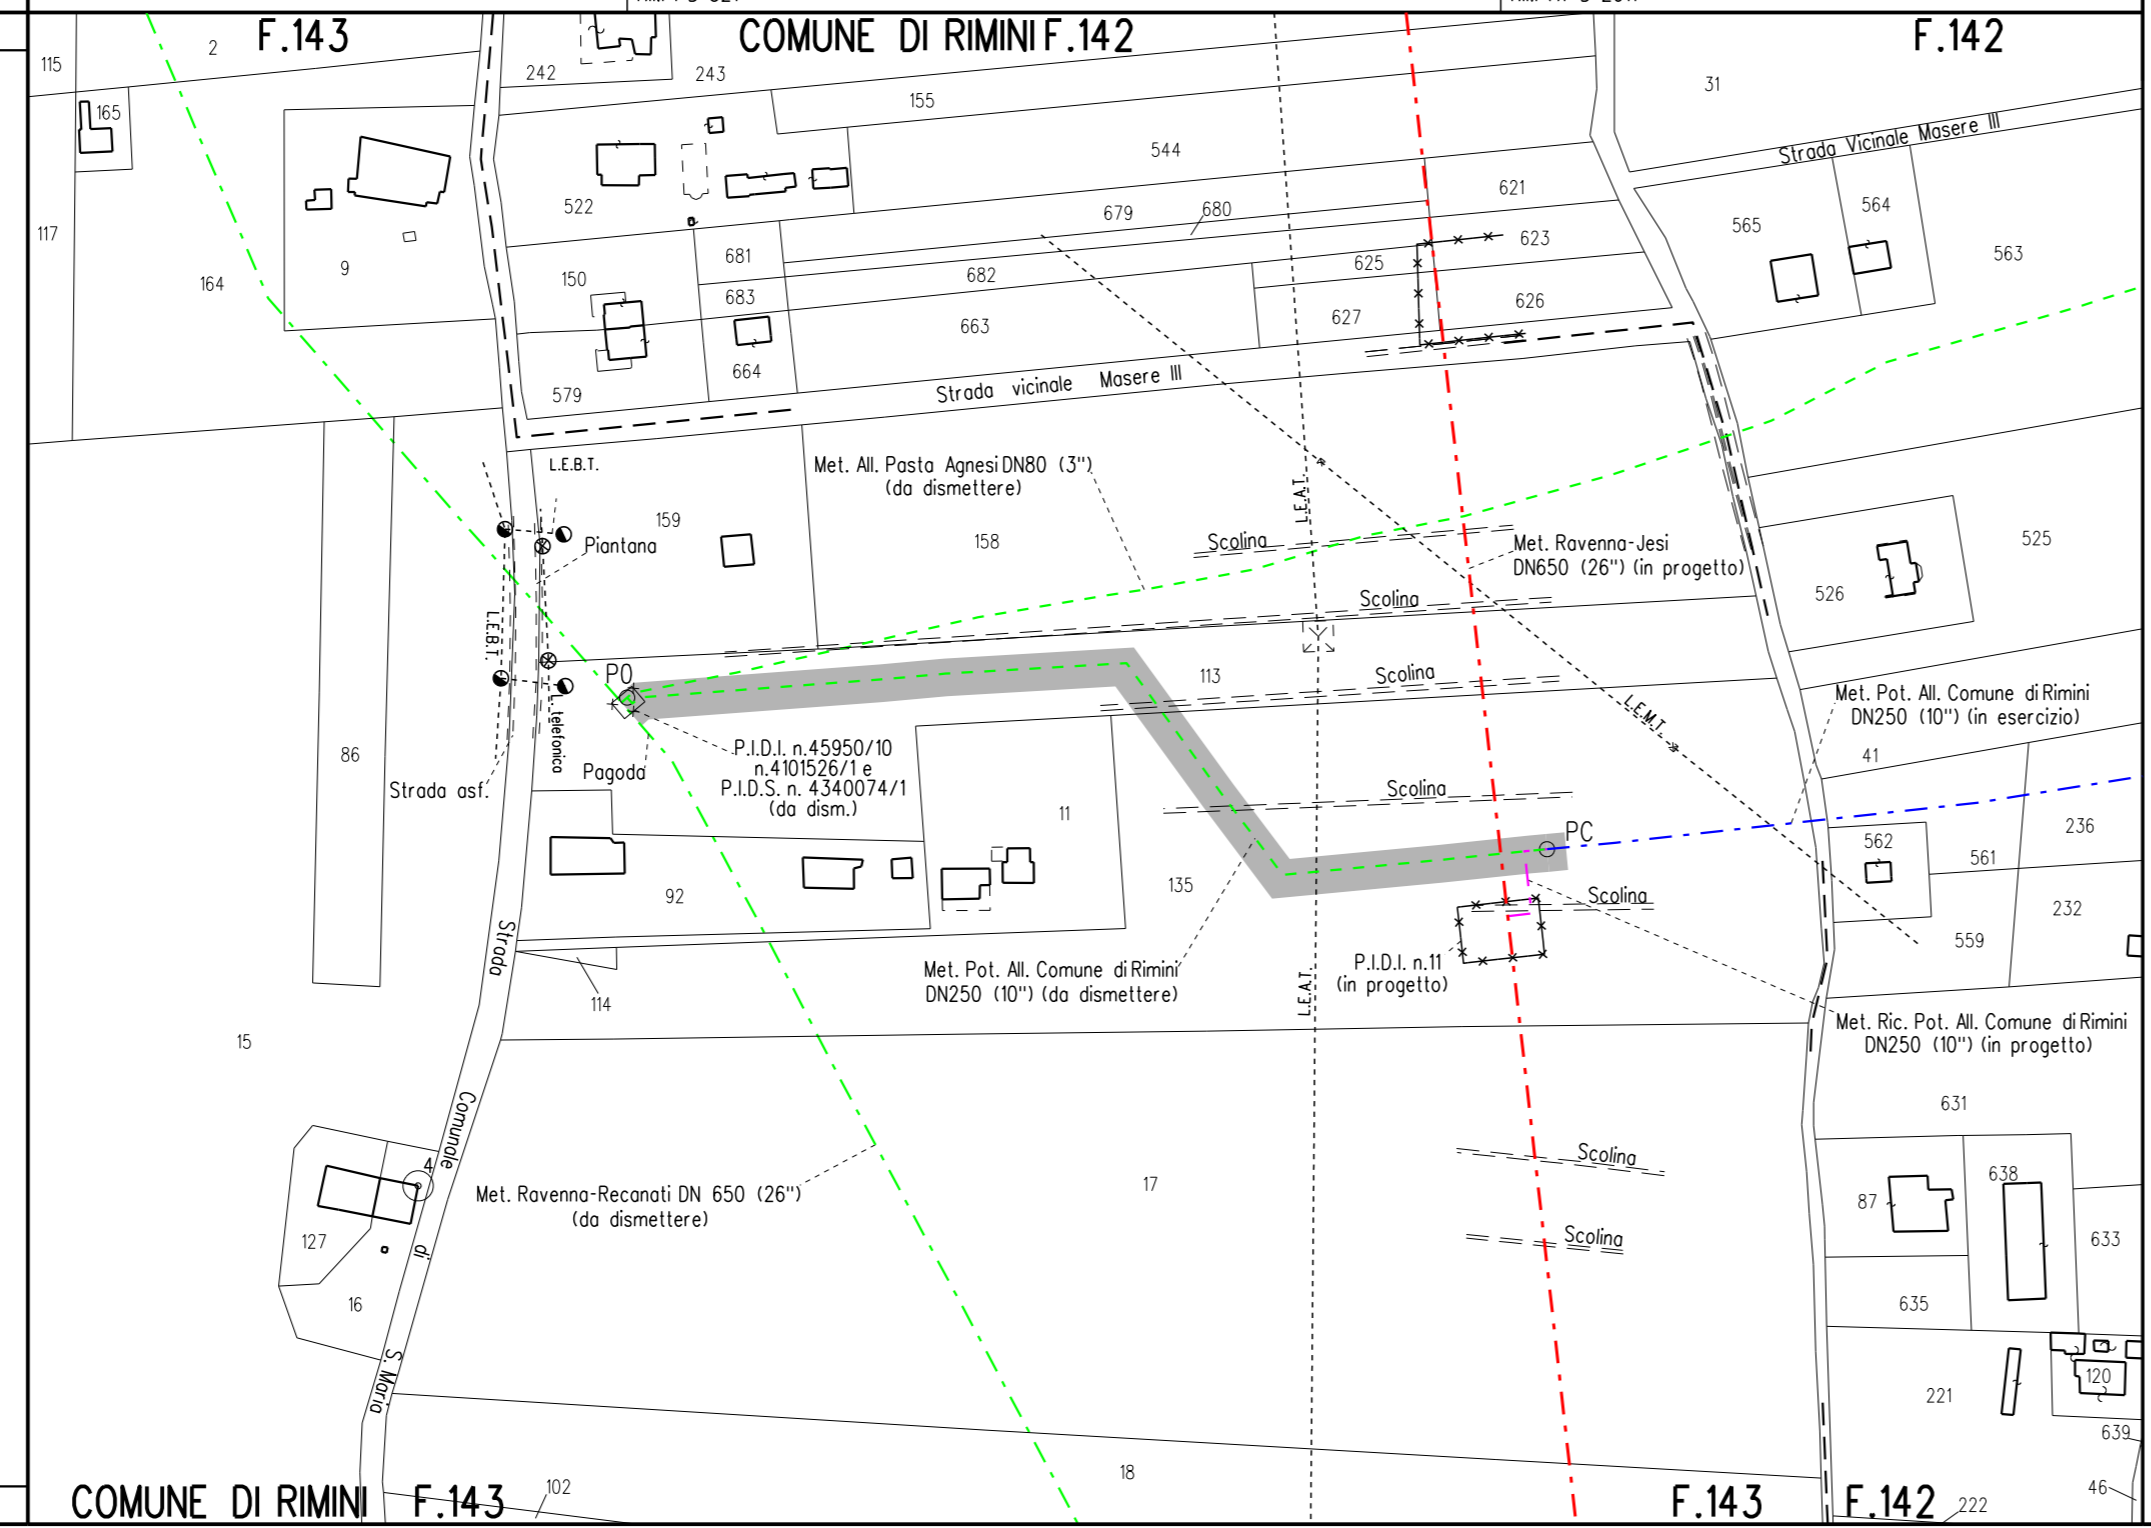 F.143
COMUNE DI RIMINI F.142
F.142
115
2
242
243
155
31
165
Strada Vicinale Masere III
544
621
522
679
680
565
564
117
623
681
563
9
164
150
625
682
683
626
627
663
664
579
Strada vicinale Masere III
L.E.B.T.
Met. All. Pasta Agnesi DN80 (3")
(da dismettere)
L.E.A.T.
159
158
Scolina
Piantana
Met. Ravenna-Jesi
DN650 (26") (in progetto)
525
526
Scolina
L.E.B.T.
P0
113
Scolina
Met. Pot. All. Comune di Rimini
DN250 (10") (in esercizio)
L. telefonica
L.E.M.T.
86
Strada asf.
Pagoda
P.I.D.I. n.45950/10
n.4101526/1 e
P.I.D.S. n. 4340074/1
(da dism.)
41
Scolina
11
PC
562
561
236
92
135
Scolina
232
559
Strada
Met. Pot. All. Comune di Rimini
DN250 (10") (da dismettere)
P.I.D.I. n.11
(in progetto)
L.E.A.T.
114
Met. Ric. Pot. All. Comune di Rimini
DN250 (10") (in progetto)
15
631
Comunale
Scolina
4
638
Met. Ravenna-Recanati DN 650 (26")
(da dismettere)
17
87
127
di
Scolina
633
16
635
S. Maria
120
221
639
18
102
46
COMUNE DI RIMINI F.143
F.143
F.142
222